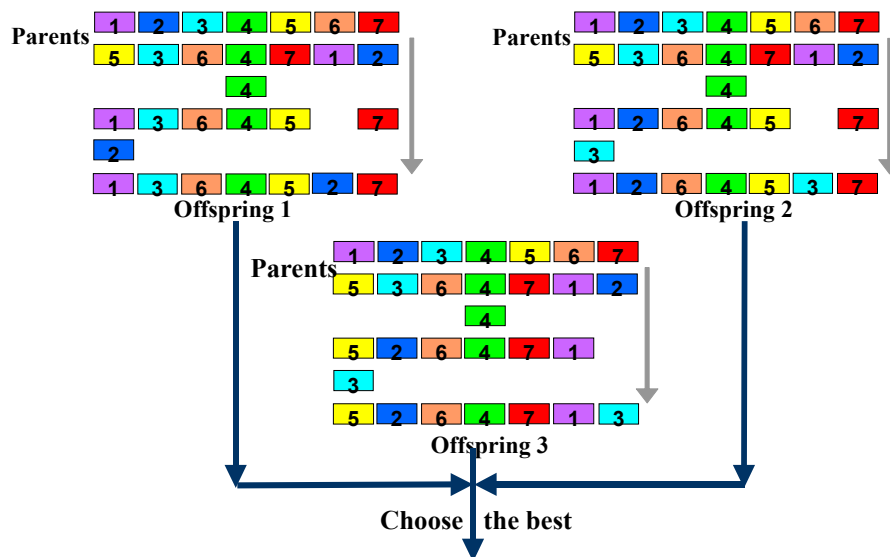 Parents
1 2 3 4 5 6 7
5 3 6 4 7 1 2
4
1 3 6 4 5 7
2
1 3 6 4 5 2 7
Offspring 1
Parents
1 2 3 4 5 6 7
5 3 6 4 7 1 2
4
1 2 6 4 5 7
3
1 2 6 4 5 3 7
Offspring 2
Parents
1 2 3 4 5 6 7
5 3 6 4 7 1 2
4
5 2 6 4 7 1
3
5 2 6 4 7 1 3
Offspring 3
Choose the best